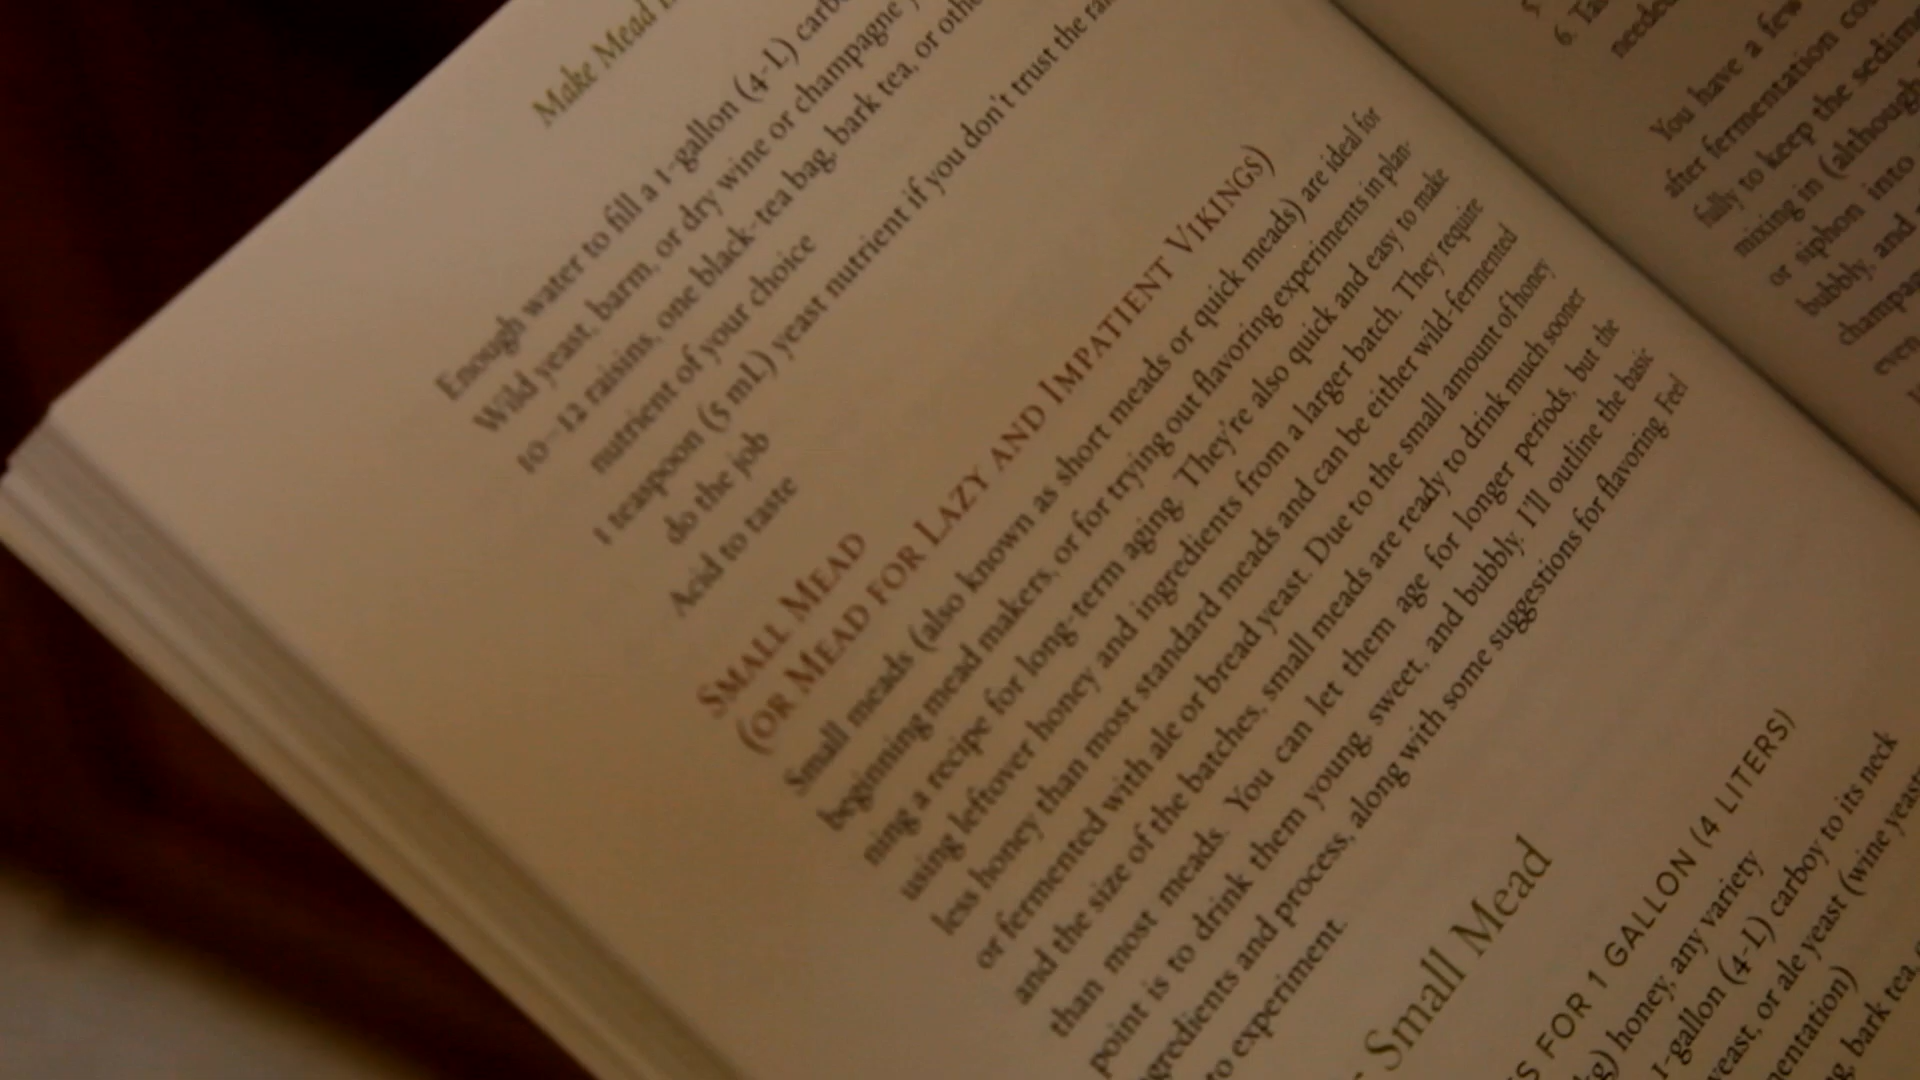 Make Mead
Enough water to fill a 1-gallon (4-L)
Wild yeast, barm, or dry wine or champagne
10–12 raisins, one black-tea bag, bark tea, or
nutrient of your choice
1 teaspoon (5 mL) yeast nutrient if you don't trust the
do the job
Acid to taste
SMALL MEAD
(OR MEAD FOR LAZY AND IMPATIENT VIKINGS)
Small meads (also known as short meads or quick meads) are ideal for
beginning mead makers, or for trying out flavoring experiments in plan-
ning a recipe for long-term aging. They're also quick and easy to make
using leftover honey and ingredients from a larger batch. They require
less honey than most standard meads and can be either wild-fermented
or fermented with ale or bread yeast. Due to the small amount of honey
and the size of the batches, small meads are ready to drink much sooner
than most meads. You can let them age for longer periods, but the
point is to drink them young, sweet, and bubbly. I'll outline the basic
gredients and process, along with some suggestions for flavoring. Feel
to experiment.
Small Mead
FOR 1 GALLON (4 LITERS)
honey, any variety
1-gallon (4-L) carboy to its neck
yeast, or ale yeast (wine
bark tea,
6.
needed
You have a few
after fermentation
fully to keep the
mixing in (although
or siphon into
bubbly, and
even